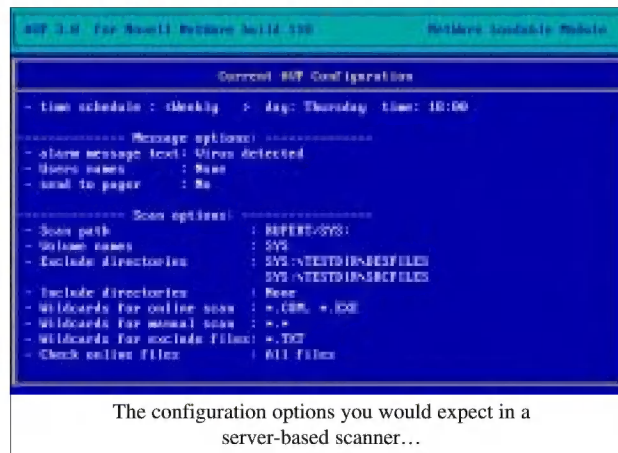 AVP 3.0 for Novell NetWare build NetWare Loadable Module
Current AVP Configuration
- time schedule : <Weekly > day: Thursday time: 18:00
------------- Message options: --------------
- alarm message text: Virus detected
- Users names : None
- send to pager : No
------------- Scan options: --------------
- Scan path : RUPERT/SYS:
- Volume names : SYS
- Exclude directories : SYS:\TESTDIR\DESFILES
SYS:\TESTDIR\SRCFILES
- Include directories : None
- Wildcards for online scan : *.COM, *.EXE
- Wildcards for manual scan : *.*
- Wildcards for exclude files: *.TXT
- Check online files : All files
The configuration options you would expect in a
server-based scanner…